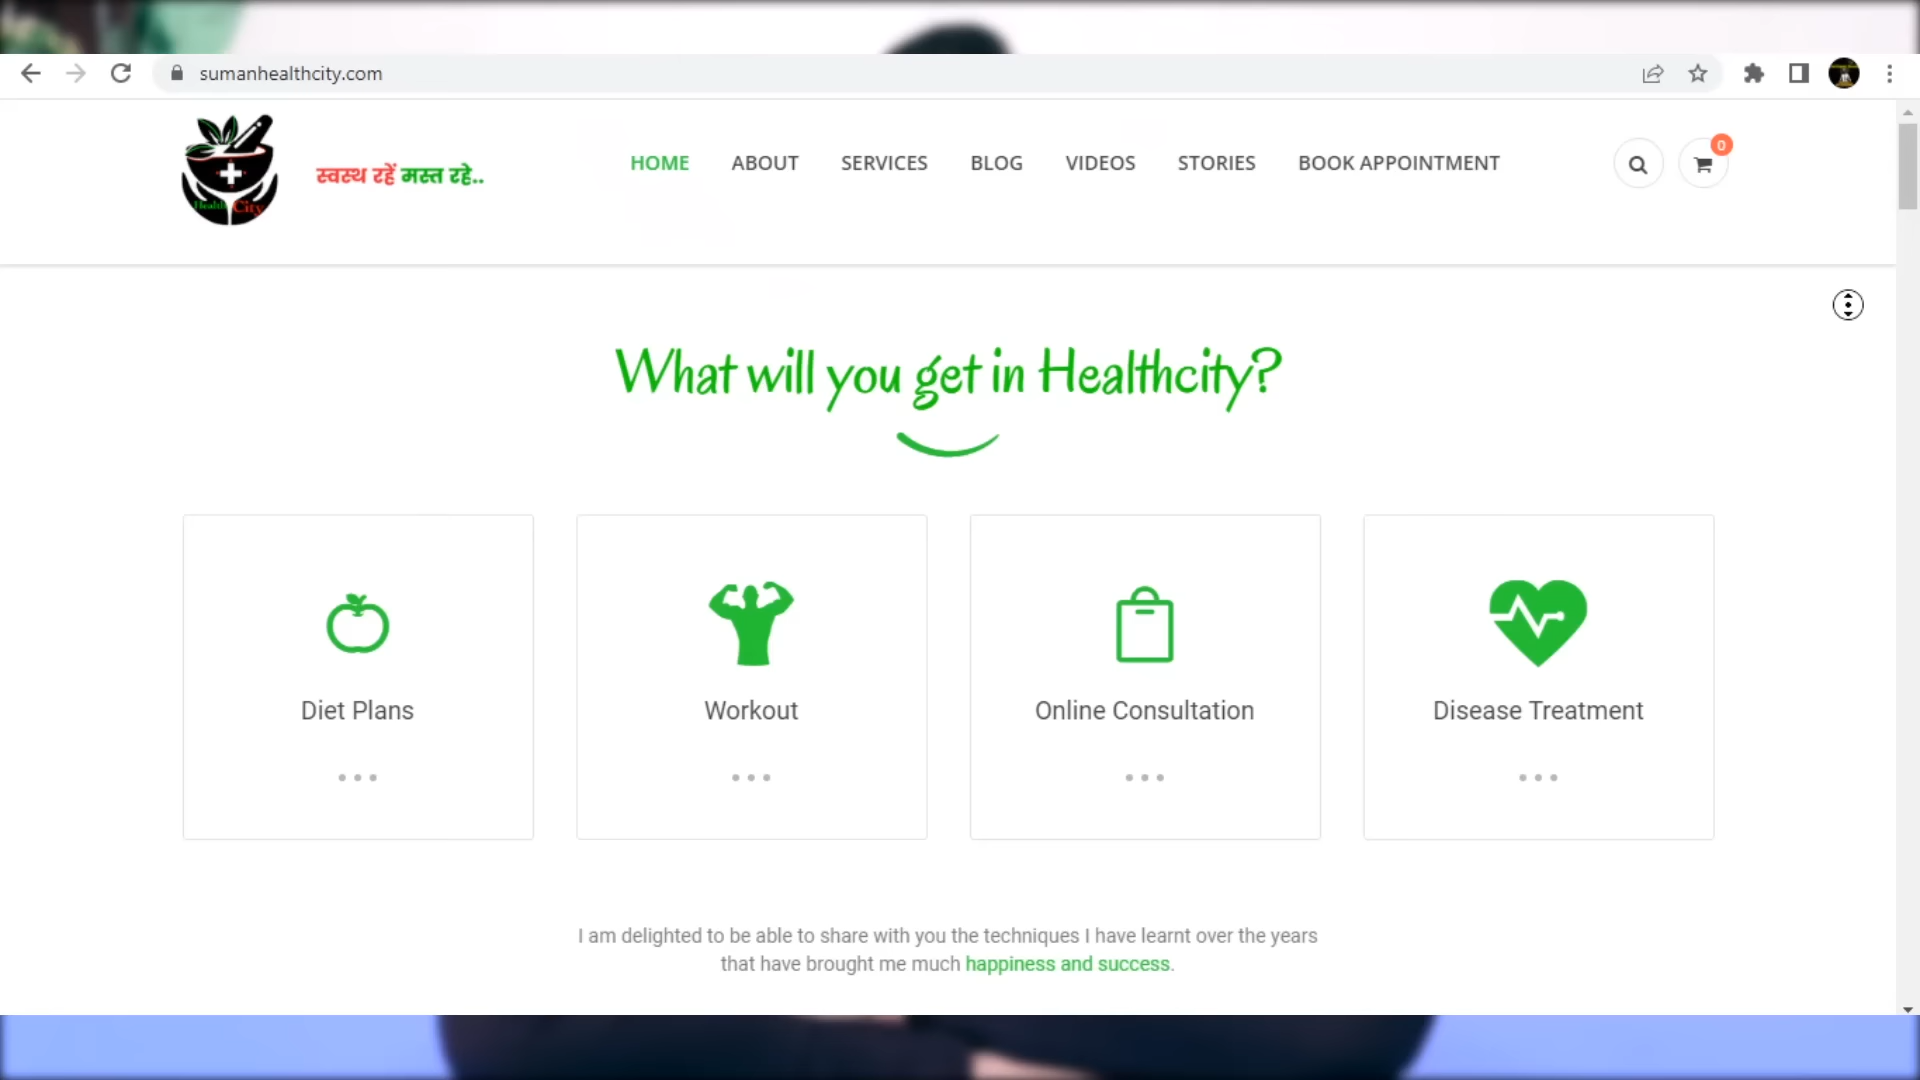 sumanhealthcity.com
Health City
स्वस्थ रहें मस्त रहे..
HOME ABOUT SERVICES BLOG VIDEOS STORIES BOOK APPOINTMENT
0
What will you get in Healthcity?
Diet Plans Workout Online Consultation Disease Treatment
I am delighted to be able to share with you the techniques I have learnt over the years
that have brought me much happiness and success.